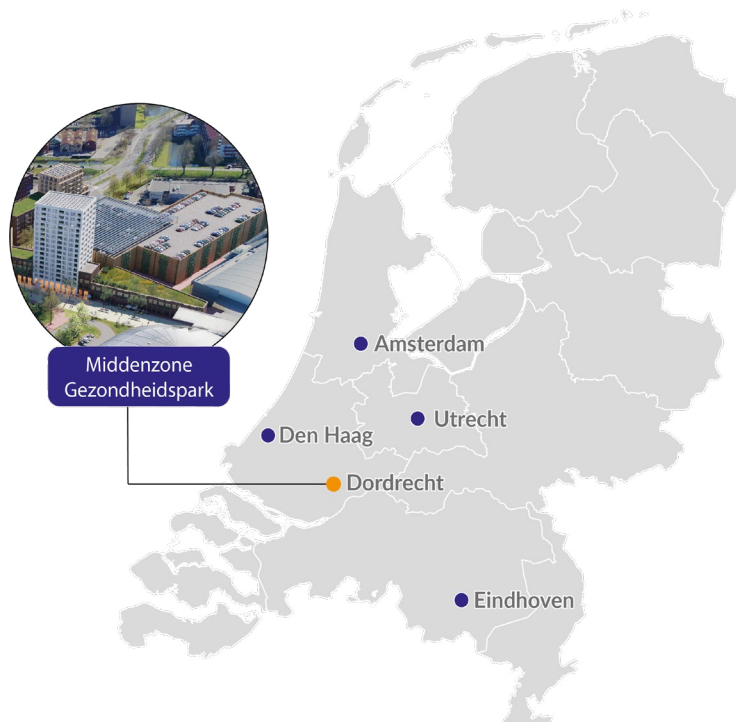 Middenzone
Gezondheidspark
Amsterdam
Utrecht
Den Haag
Dordrecht
Eindhoven